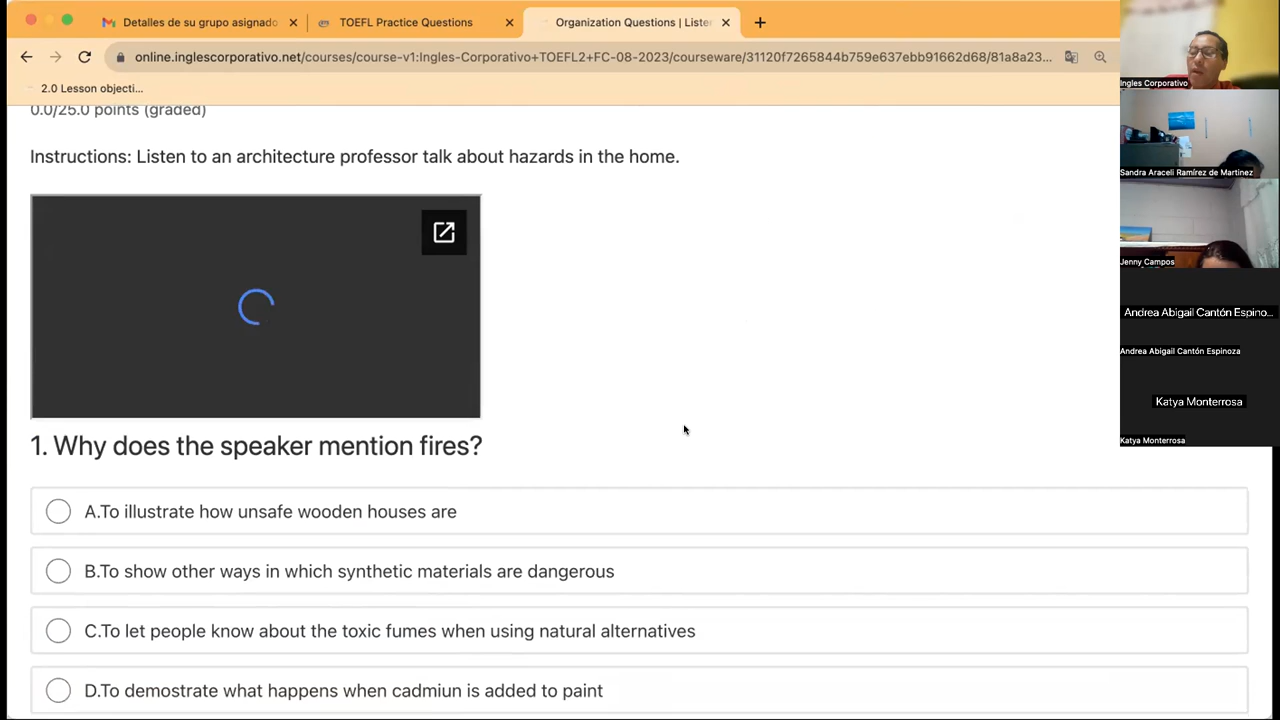 Detalles de su grupo asignado
TOEFL Practice Questions
Organization Questions | Liste
online.inglescorporativo.net/courses/course-v1:Ingles-Corporativo+TOEFL2+FC-08-2023/courseware/31120f7265844b759e637ebb91662d68/81a8a23...
2.0 Lesson objecti...
0.0/25.0 points (graded)
Instructions: Listen to an architecture professor talk about hazards in the home.
1. Why does the speaker mention fires?
A.To illustrate how unsafe wooden houses are
B.To show other ways in which synthetic materials are dangerous
C.To let people know about the toxic fumes when using natural alternatives
D.To demostrate what happens when cadmiun is added to paint
Ingles Corporativo
Sandra Araceli Ramírez de Martinez
Jenny Campos
Andrea Abigail Cantón Espino...
Andrea Abigail Cantón Espinoza
Katya Monterrosa
Katya Monterrosa